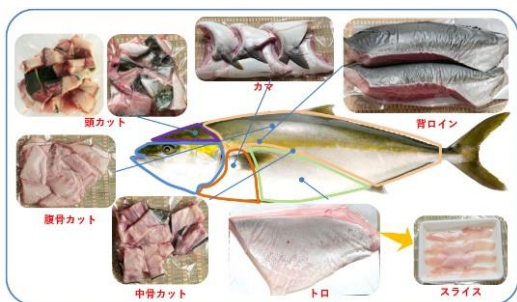 カマ
背ロイン
頭カット
腹骨カット
中骨カット
トロ
スライス